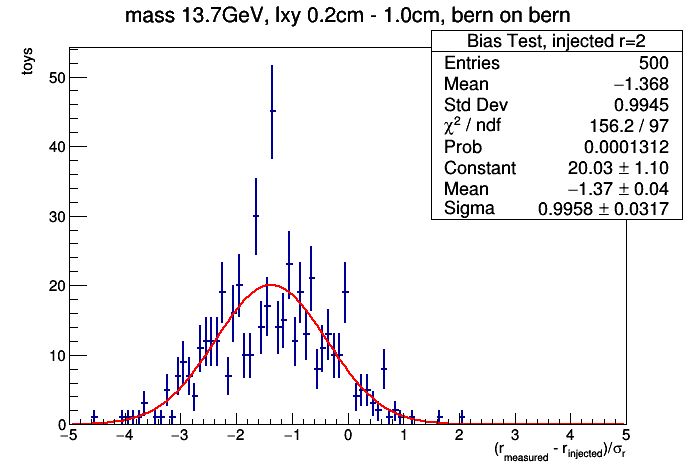 mass 13.7GeV, lxy 0.2cm - 1.0cm, bern on bern
Bias Test, injected r=2
Entries 500
Mean −1.368
Std Dev 0.9945
χ² / ndf 156.2 / 97
Prob 0.0001312
Constant 20.03 ± 1.10
Mean −1.37 ± 0.04
Sigma 0.9958 ± 0.0317
toys
50
40
30
20
10
0
−5 −4 −3 −2 −1 0 1 2 3 4 5
(r_measured - r_injected)/σ_r